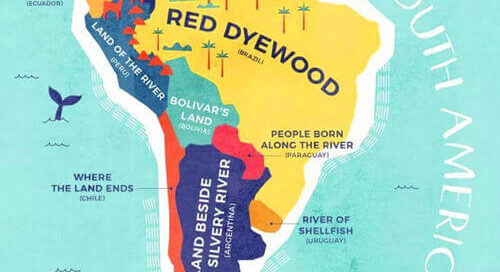 (ECUADOR)
RED DYEWOOD
(BRAZIL)
LAND OF THE RIVER
(PERU)
BOLIVAR'S
LAND
(BOLIVIA)
PEOPLE BORN
ALONG THE RIVER
(PARAGUAY)
WHERE
THE LAND ENDS
(CHILE)
LAND BESIDE
SILVERY RIVER
(ARGENTINA)
RIVER OF
SHELLFISH
(URUGUAY)
OUTH AMERIC